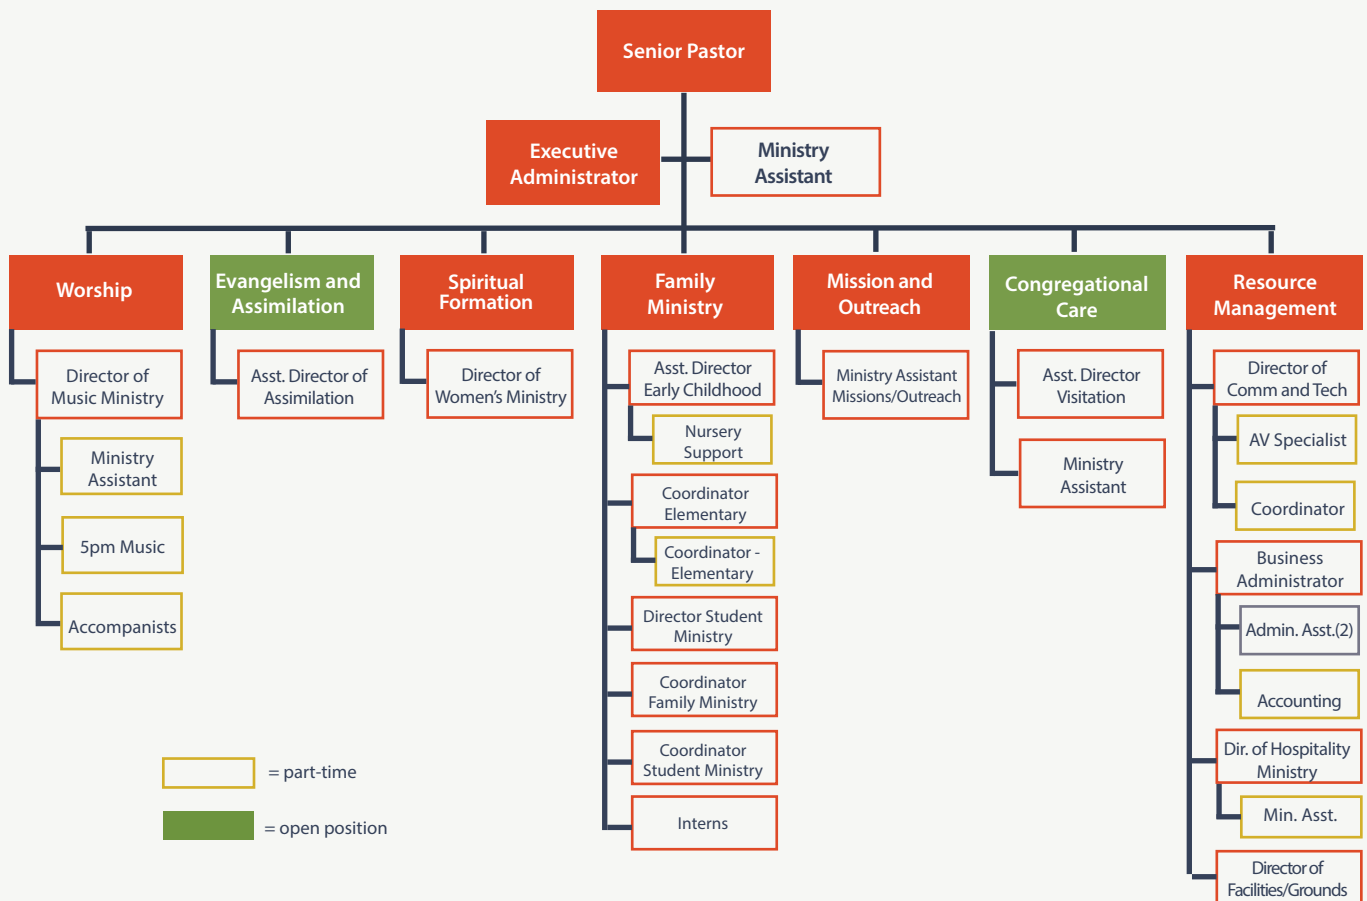 Senior Pastor
Executive
Administrator
Ministry
Assistant
Worship
Evangelism and
Assimilation
Spiritual
Formation
Family
Ministry
Mission and
Outreach
Congregational
Care
Resource
Management
Director of
Music Ministry
Ministry
Assistant
5pm Music
Accompanists
Asst. Director of
Assimilation
Director of
Women's Ministry
Asst. Director
Early Childhood
Nursery
Support
Coordinator
Elementary
Coordinator -
Elementary
Director Student
Ministry
Coordinator
Family Ministry
Coordinator
Student Ministry
Interns
Ministry Assistant
Missions/Outreach
Asst. Director
Visitation
Ministry
Assistant
Director of
Comm and Tech
AV Specialist
Coordinator
Business
Administrator
Admin. Asst.(2)
Accounting
Dir. of Hospitality
Ministry
Min. Asst.
Director of
Facilities/Grounds
= part-time
= open position